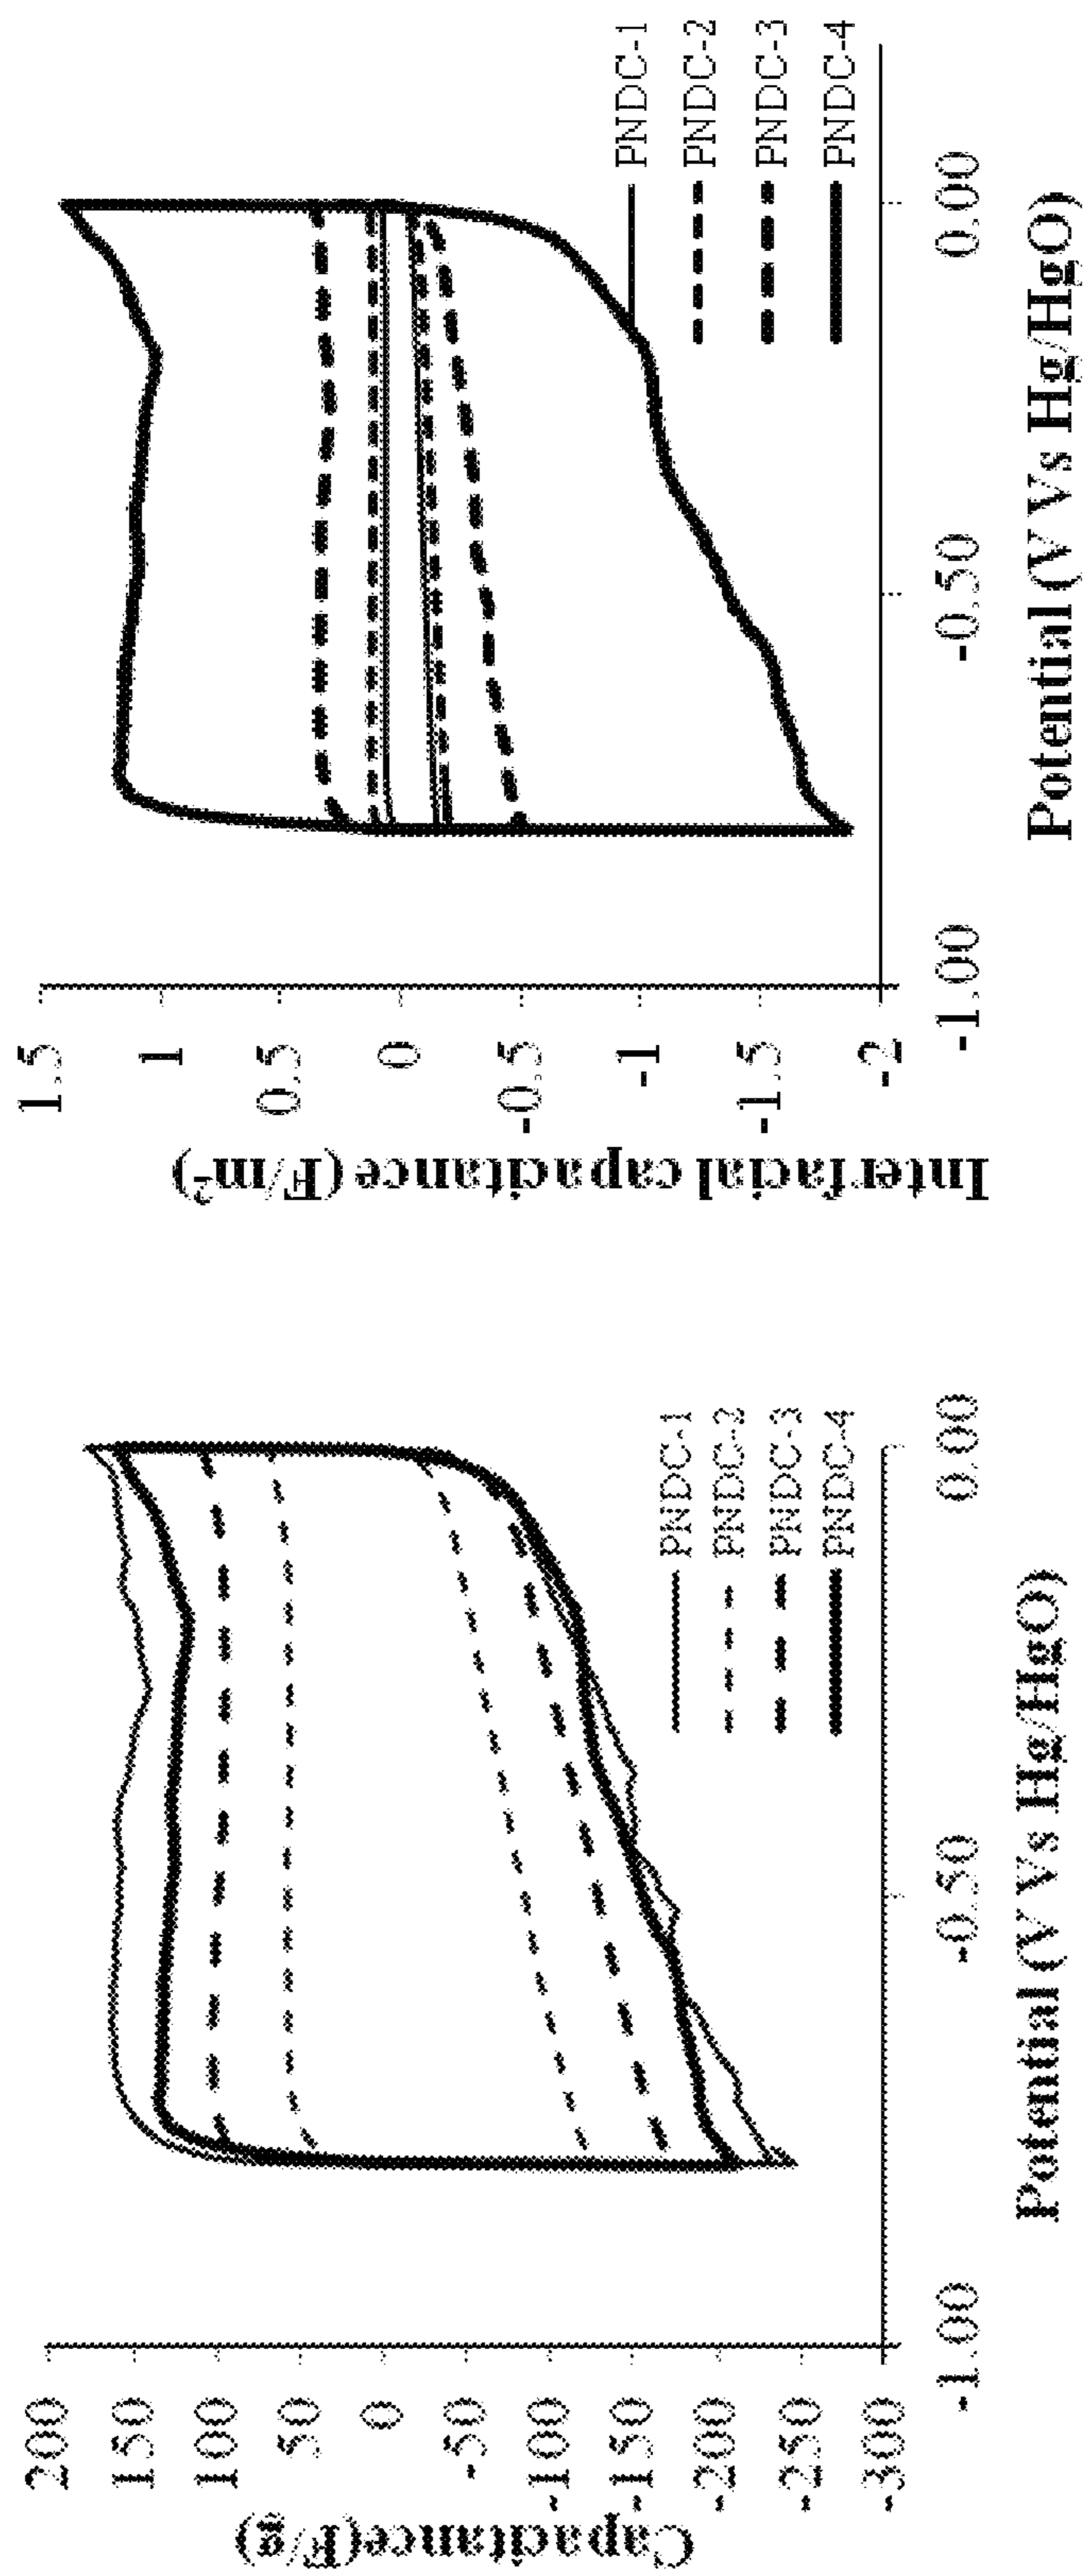 Capacitance(F/g)
200
150
100
50
0
-50
-100
-150
-200
-250
-300
-1.00
-0.50
0.00
Potential (V Vs Hg/HgO)
PNDC-1
PNDC-2
PNDC-3
PNDC-4
Interfacial capacitance (F/m²)
1.5
1
0.5
0
-0.5
-1
-1.5
-2
-1.00
-0.50
0.00
Potential (V Vs Hg/HgO)
PNDC-1
PNDC-2
PNDC-3
PNDC-4